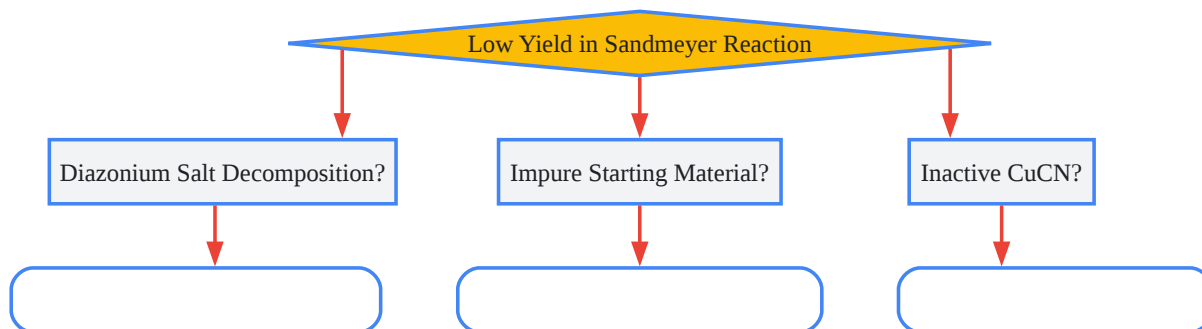 Low Yield in Sandmeyer Reaction
Diazonium Salt Decomposition?
Impure Starting Material?
Inactive CuCN?